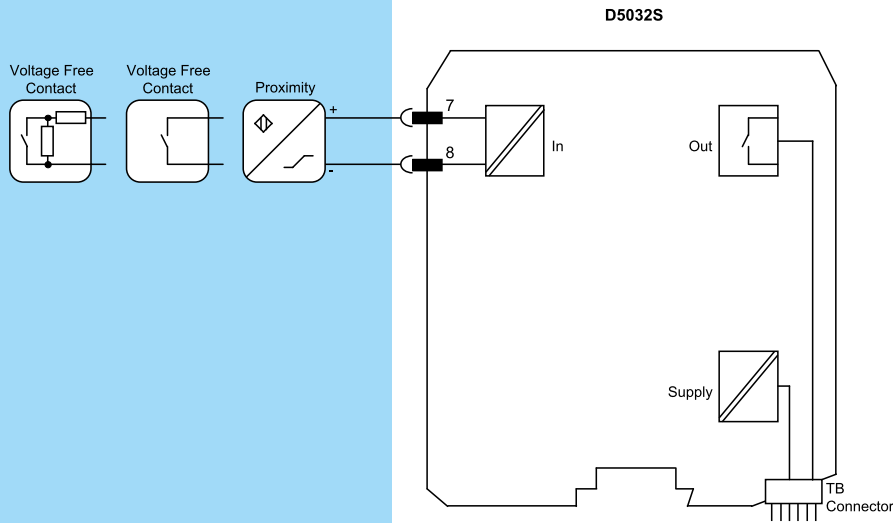 D5032S
Voltage Free
Contact
Voltage Free
Contact
Proximity
+
-
7
8
In
Out
Supply
TB
Connector